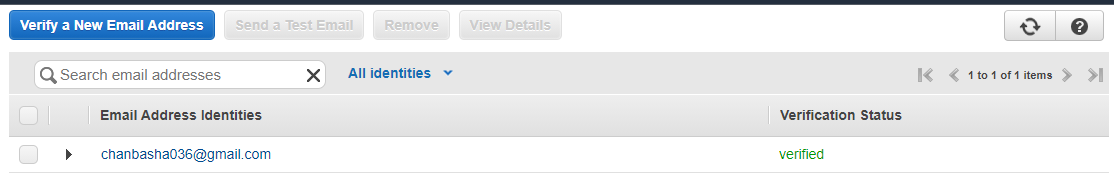 Verify a New Email Address Send a Test Email Remove View Details
Search email addresses All identities 1 to 1 of 1 items
Email Address Identities Verification Status
chanbasha036@gmail.com verified